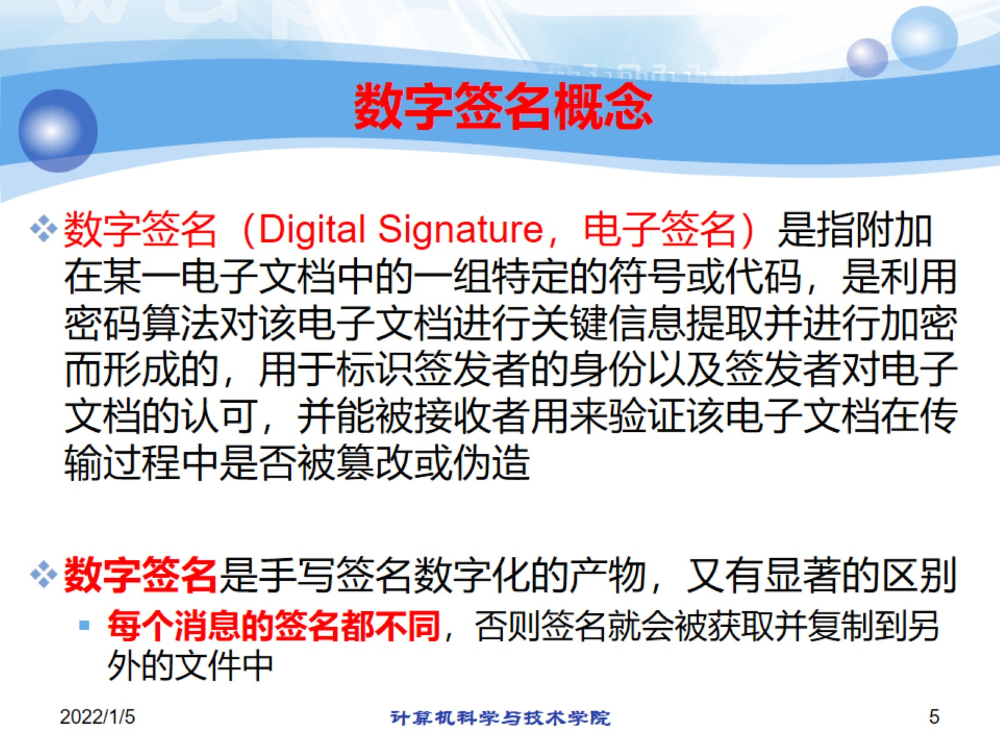 数字签名概念
数字签名（Digital Signature，电子签名）是指附加
在某一电子文档中的一组特定的符号或代码，是利用
密码算法对该电子文档进行关键信息提取并进行加密
而形成的，用于标识签发者的身份以及签发者对电子
文档的认可，并能被接收者用来验证该电子文档在传
输过程中是否被篡改或伪造
数字签名是手写签名数字化的产物，又有显著的区别
每个消息的签名都不同，否则签名就会被获取并复制到另
外的文件中
2022/1/5
计算机科学与技术学院
5